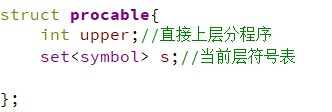 struct procable{
int upper;//直接上层分程序
set<symbol> s;//当前层符号表
};